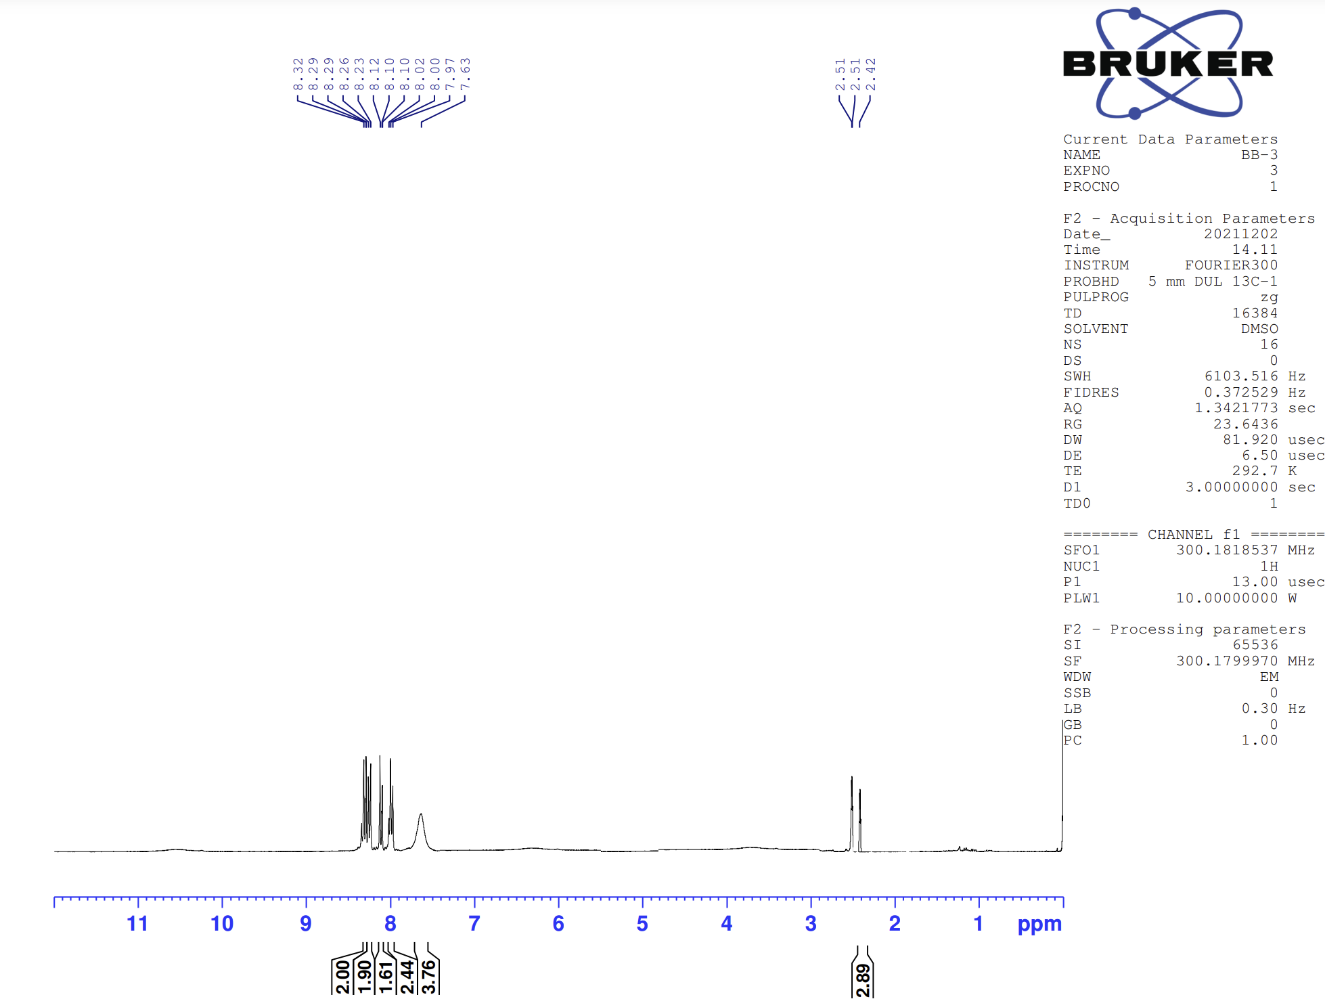 8.32
8.29
8.29
8.26
8.23
8.12
8.10
8.10
8.02
8.00
7.97
7.63
2.51
2.51
2.42
BRUKER
Current Data Parameters
NAME BB-3
EXPNO 3
PROCNO 1
F2 - Acquisition Parameters
Date_ 20211202
Time 14.11
INSTRUM FOURIER300
PROBHD 5 mm DUL 13C-1
PULPROG zg
TD 16384
SOLVENT DMSO
NS 16
DS 0
SWH 6103.516 Hz
FIDRES 0.372529 Hz
AQ 1.3421773 sec
RG 23.6436
DW 81.920 usec
DE 6.50 usec
TE 292.7 K
D1 3.00000000 sec
TD0 1
======== CHANNEL f1 ========
SFO1 300.1818537 MHz
NUC1 1H
P1 13.00 usec
PLW1 10.00000000 W
F2 - Processing parameters
SI 65536
SF 300.1799970 MHz
WDW EM
SSB 0
LB 0.30 Hz
GB 0
PC 1.00
11 10 9 8 7 6 5 4 3 2 1 ppm
2.00
1.90
1.61
2.44
3.76
2.89